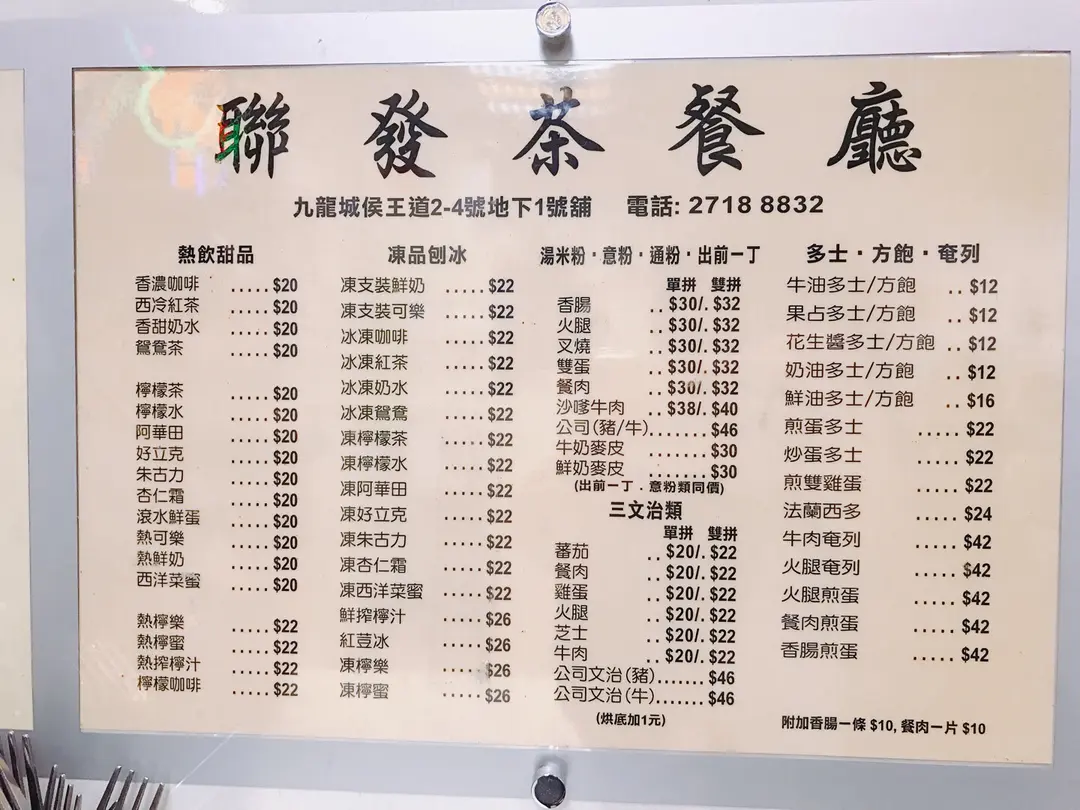 聯發茶餐廳
九龍城侯王道2-4號地下1號舖 電話: 2718 8832
熱飲甜品
香濃咖啡 .....$20
西冷紅茶 .....$20
香甜奶水 .....$20
鴛鴦茶 .....$20
檸檬茶 .....$20
檸檬水 .....$20
阿華田 .....$20
好立克 .....$20
朱古力 .....$20
杏仁霜 .....$20
滾水鮮蛋 .....$20
熱可樂 .....$20
熱鮮奶 .....$20
西洋菜蜜 .....$20
熱檸樂 .....$22
熱檸蜜 .....$22
熱搾檸汁 .....$22
檸檬咖啡 .....$22
凍品刨冰
凍支裝鮮奶 .....$22
凍支裝可樂 .....$22
冰凍咖啡 .....$22
冰凍紅茶 .....$22
冰凍奶水 .....$22
冰凍鴛鴦 .....$22
凍檸檬茶 .....$22
凍檸檬水 .....$22
凍阿華田 .....$22
凍好立克 .....$22
凍朱古力 .....$22
凍杏仁霜 .....$22
凍西洋菜蜜 .....$22
鮮搾檸汁 .....$26
紅荳冰 .....$26
凍檸樂 .....$26
凍檸蜜 .....$26
湯米粉·意粉·通粉·出前一丁
單拼 雙拼
香腸 ..$30/.$32
火腿 ..$30/.$32
叉燒 ..$30/.$32
雙蛋 ..$30/.$32
餐肉 ..$30/.$32
沙嗲牛肉 ..$38/.$40
公司(豬/牛).......$46
牛奶麥皮 .......$30
鮮奶麥皮 .......$30
(出前一丁.意粉類同價)
三文治類
單拼 雙拼
蕃茄 ..$20/.$22
餐肉 ..$20/.$22
雞蛋 ..$20/.$22
火腿 ..$20/.$22
芝士 ..$20/.$22
牛肉 ..$20/.$22
公司文治(豬).......$46
公司文治(牛).......$46
(烘底加1元)
多士·方飽·奄列
牛油多士/方飽 ..$12
果占多士/方飽 ..$12
花生醬多士/方飽 ..$12
奶油多士/方飽 ..$12
鮮油多士/方飽 ..$16
煎蛋多士 .....$22
炒蛋多士 .....$22
煎雙雞蛋 .....$22
法蘭西多 .....$24
牛肉奄列 .....$42
火腿奄列 .....$42
火腿煎蛋 .....$42
餐肉煎蛋 .....$42
香腸煎蛋 .....$42
附加香腸一條 $10, 餐肉一片 $10